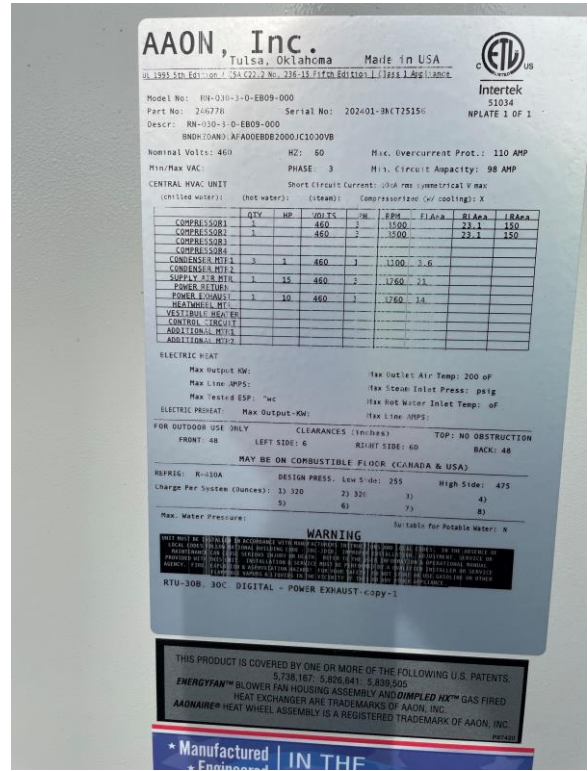 AAON, Inc.
Tulsa, Oklahoma Made in USA
UL 1995 5th Edition / CSA C22.2 No. 236-15 Fifth Edition | Class 1 Appliance
C ETL US
Intertek
51034
NPLATE 1 OF 1
Model No: RN-030-3-0-EB09-000
Part No: 246778 Serial No: 202401-
Descr: RN-030-3-0-EB09-000
Nominal Volts: 460 HZ: 60 Max. Overcurrent Prot.: 110 AMP
Min/Max VAC: PHASE: 3 Min. Circuit Ampacity: 98 AMP
CENTRAL HVAC UNIT Short Circuit Current: rms symmetrical V max
(chilled water): (hot water): (steam): Compressorized (w/ cooling): X
QTY HP VOLTS PH RPM FLAea RLAea LRAea
COMPRESSOR1 1 460 3 3500 23.1 150
COMPRESSOR2 1 460 3 3500 23.1 150
COMPRESSOR3
COMPRESSOR4
CONDENSER MTR1 3 1 460 3 1100 3.6
CONDENSER MTR2
SUPPLY AIR MTR 1 15 460 3 1760 21
POWER RETURN
POWER EXHAUST 1 10 460 3 1760 14
HEATWHEEL MTR
VESTIBULE HEATER
CONTROL CIRCUIT
ADDITIONAL MTR1
ADDITIONAL MTR2
ELECTRIC HEAT
Max Output KW: Max Outlet Air Temp: 200 oF
Max Line AMPS: Max Steam Inlet Press: psig
Max Tested ESP: "wc Max Hot Water Inlet Temp: oF
ELECTRIC PREHEAT: Max Output-KW: Max Line AMPS:
FOR OUTDOOR USE ONLY CLEARANCES (inches) TOP: NO OBSTRUCTION
FRONT: 48 LEFT SIDE: 6 RIGHT SIDE: 60 BACK: 48
MAY BE ON COMBUSTIBLE FLOOR (CANADA & USA)
REFRIG: R-410A DESIGN PRESS. Low Side: 255 High Side: 475
Charge Per System (Ounces): 1) 320 2) 320 3) 4)
5) 6) 7) 8)
Max. Water Pressure: Suitable for Potable Water: N
WARNING
RTU-30B, 30C DIGITAL - POWER EXHAUST-copy-1
THIS PRODUCT IS COVERED BY ONE OR MORE OF THE FOLLOWING U.S. PATENTS.
5,738,167: 5,826,641: 5,839,505
ENERGYFAN™ BLOWER FAN HOUSING ASSEMBLY AND DIMPLED HX™ GAS FIRED
HEAT EXCHANGER ARE TRADEMARKS OF AAON, INC.
AAONAIRE® HEAT WHEEL ASSEMBLY IS A REGISTERED TRADEMARK OF AAON, INC.
★ Manufactured IN THE
★ Engineered